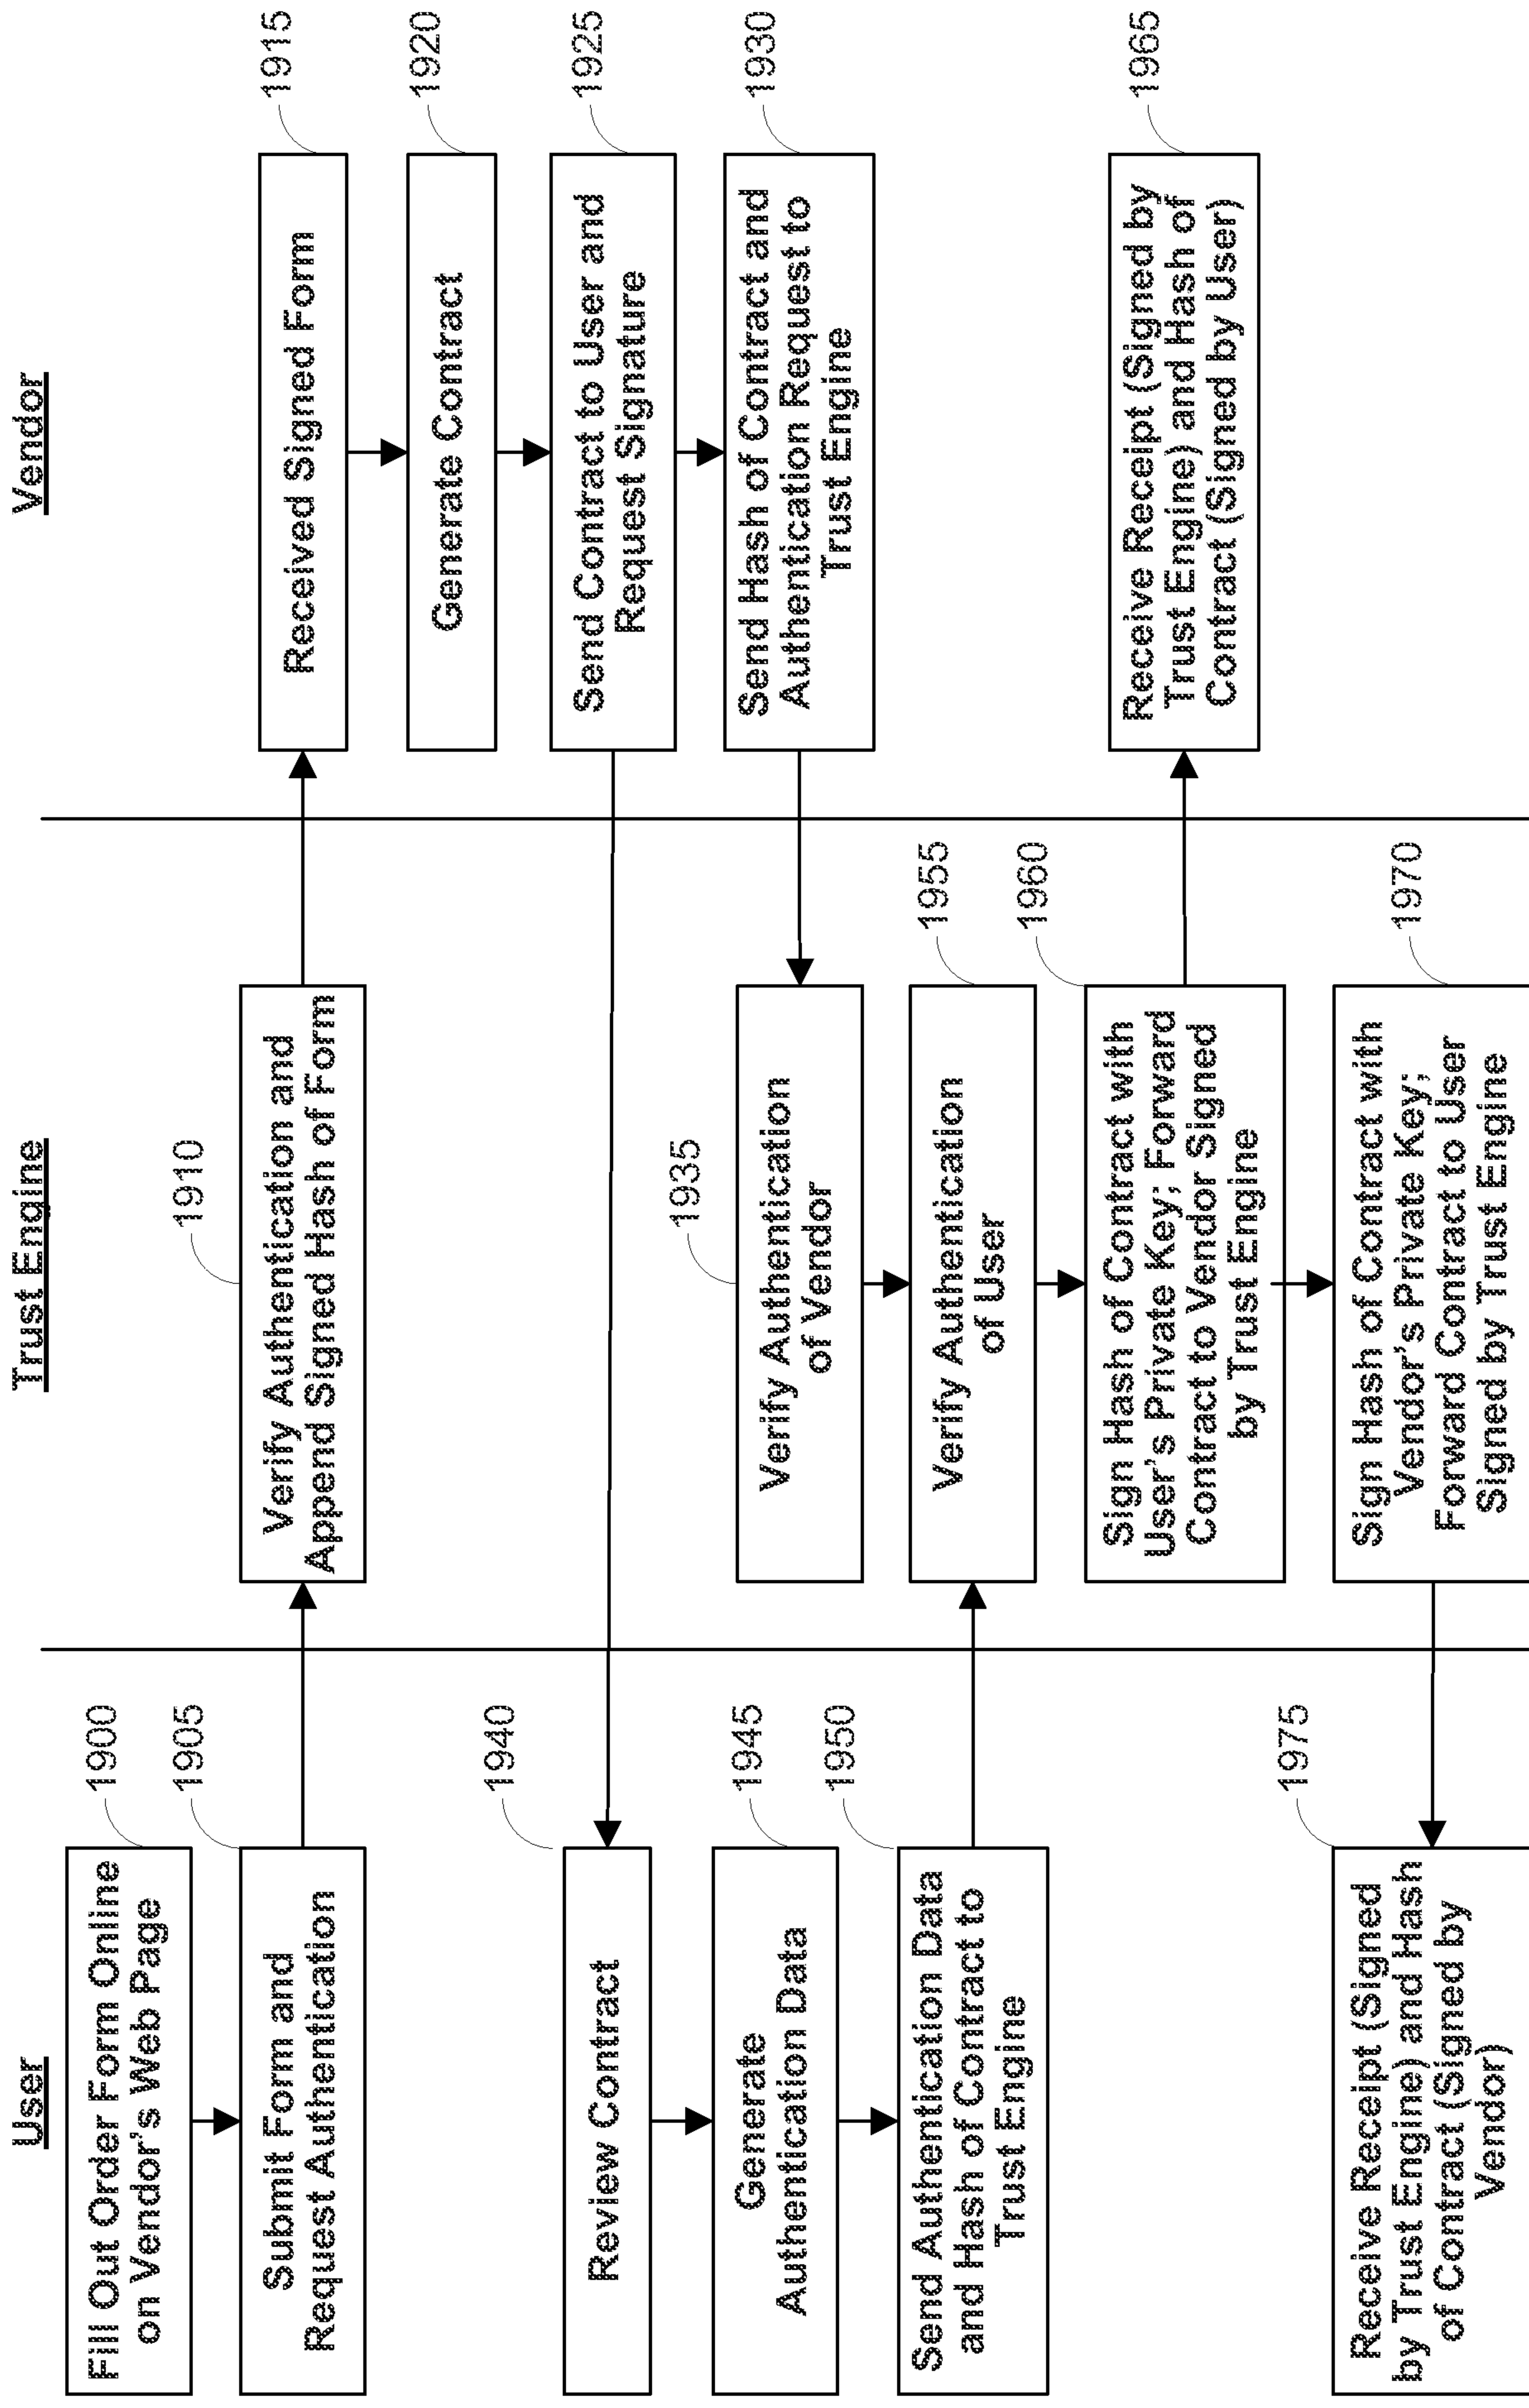 User
Trust Engine
Vendor
Fill Out Order Form Online
on Vendor's Web Page
1900
Submit Form and
Request Authentication
1905
Verify Authentication and
Append Signed Hash of Form
1910
Received Signed Form
1915
Generate Contract
1920
Send Contract to User and
Request Signature
1925
Send Hash of Contract and
Authentication Request to
Trust Engine
1930
Verify Authentication
of Vendor
1935
Review Contract
1940
Generate
Authentication Data
1945
Send Authentication Data
and Hash of Contract to
Trust Engine
1950
Verify Authentication
of User
1955
Sign Hash of Contract with
User's Private Key; Forward
Contract to Vendor Signed
by Trust Engine
1960
Receive Receipt (Signed by
Trust Engine) and Hash of
Contract (Signed by User)
1965
Sign Hash of Contract with
Vendor's Private Key;
Forward Contract to User
Signed by Trust Engine
1970
Receive Receipt (Signed
by Trust Engine) and Hash
of Contract (Signed by
Vendor)
1975